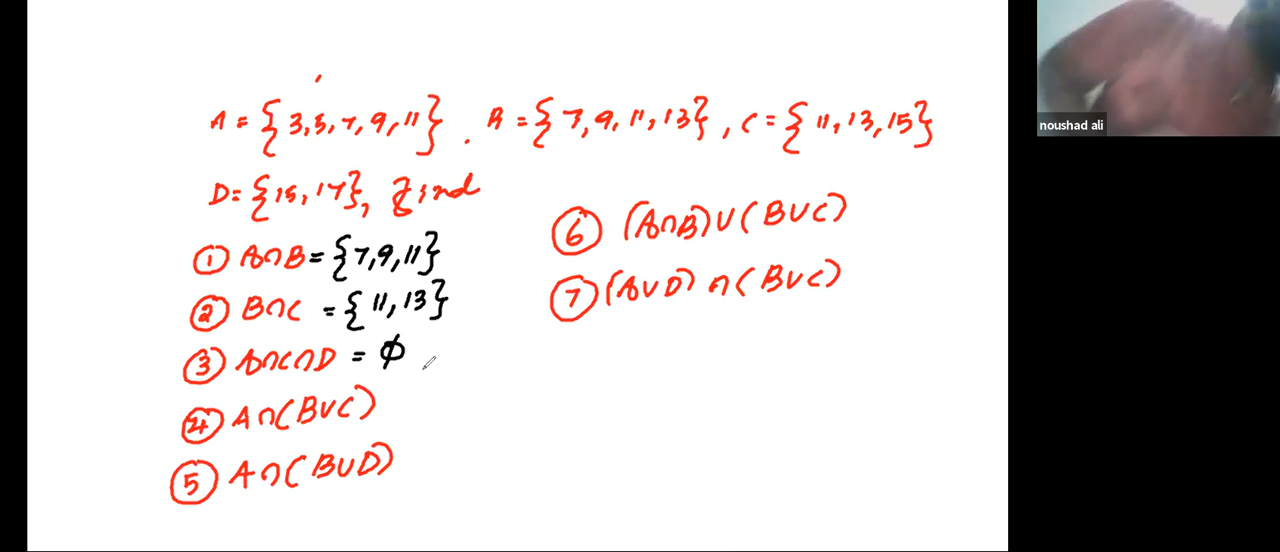 A = {3,5,7,9,11}. B = {7,9,11,13}, C = {11,13,15}
D = {15,17}, Find
① A∩B = {7,9,11}
② B∩C = {11,13}
③ A∩C∩D = ϕ
④ A∩(B∪C)
⑤ A∩(B∪D)
⑥ (A∩B)∪(B∪C)
⑦ (A∪D)∩(B∪C)
noushad ali